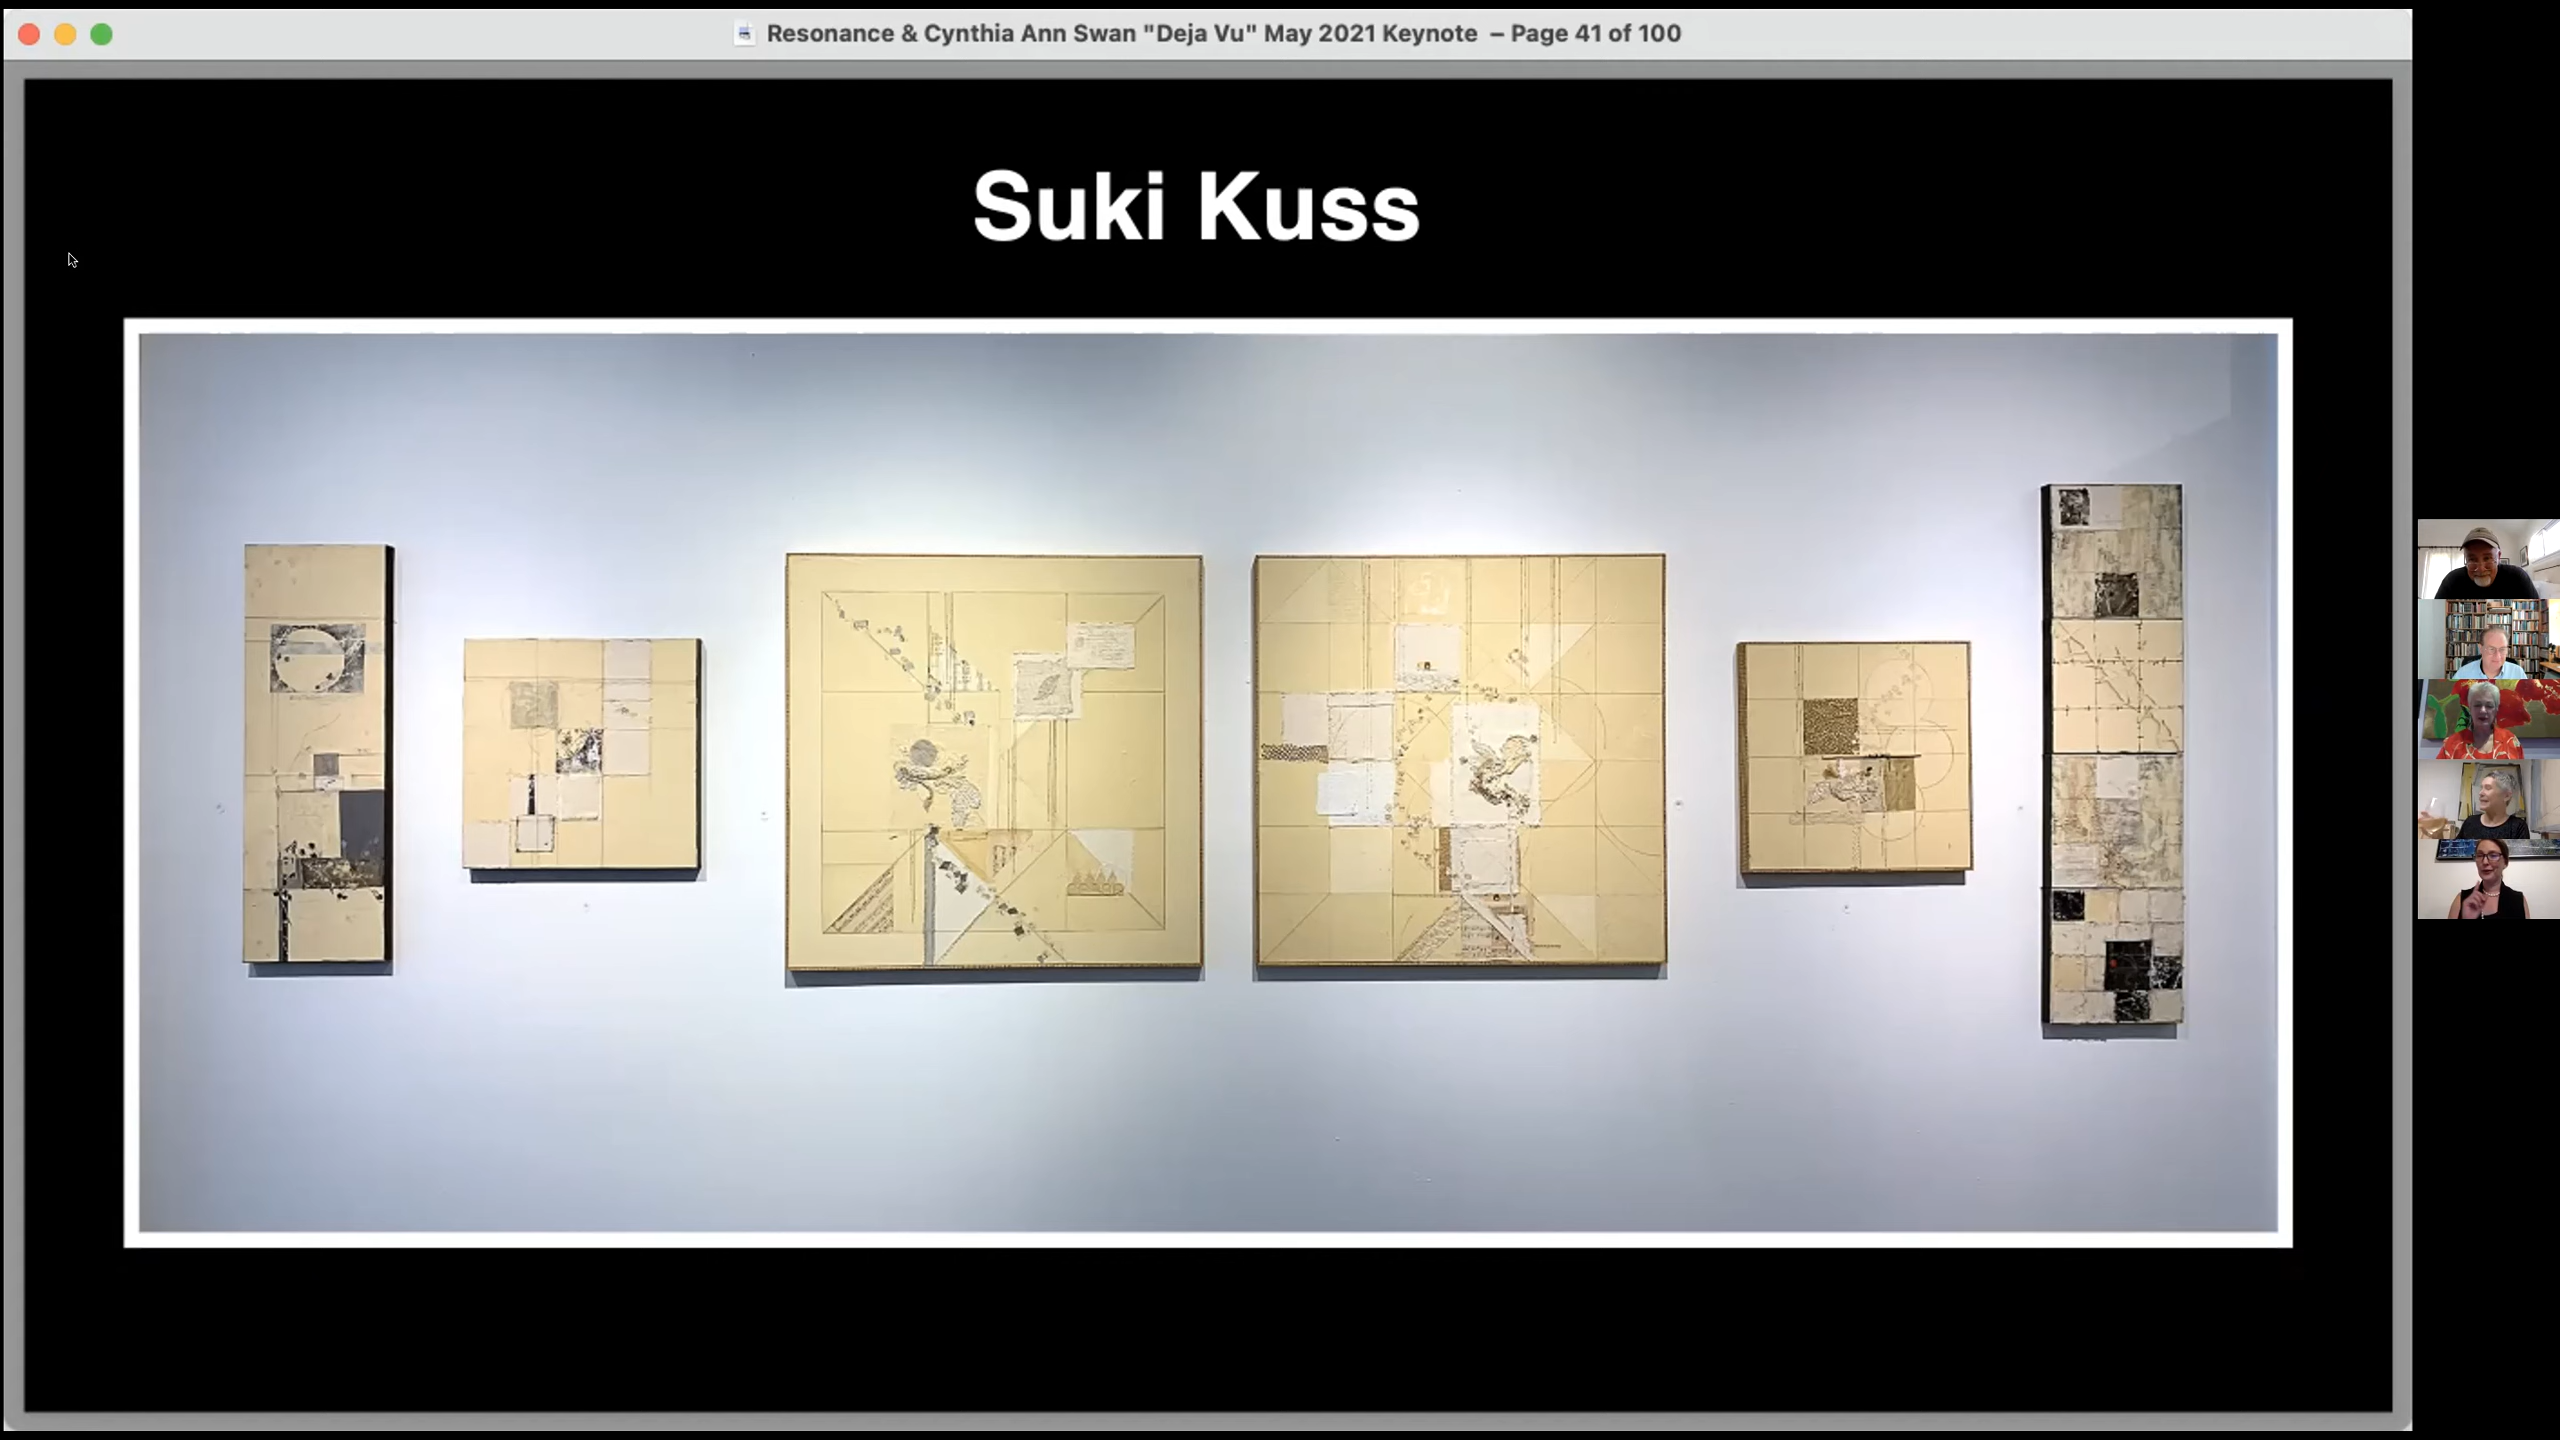 Resonance & Cynthia Ann Swan "Deja Vu" May 2021 Keynote – Page 41 of 100
Suki Kuss